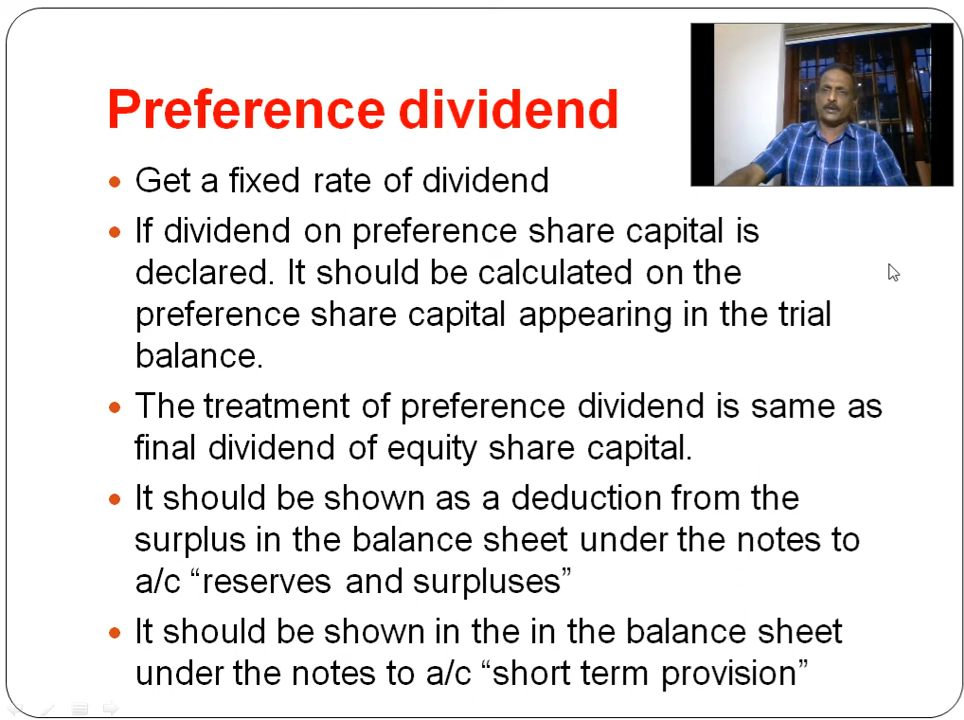 Preference dividend
Get a fixed rate of dividend
If dividend on preference share capital is
declared. It should be calculated on the
preference share capital appearing in the trial
balance.
The treatment of preference dividend is same as
final dividend of equity share capital.
It should be shown as a deduction from the
surplus in the balance sheet under the notes to
a/c “reserves and surpluses”
It should be shown in the in the balance sheet
under the notes to a/c “short term provision”